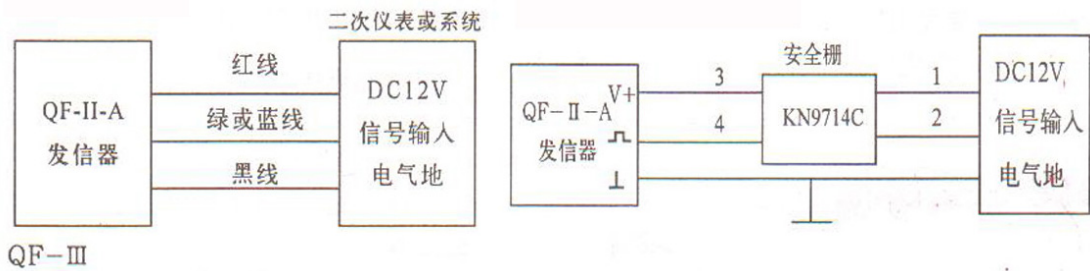 二次仪表或系统
QF-II-A
发信器
红线
绿或蓝线
黑线
DC12V
信号输入
电气地
QF-III
安全栅
QF-II-A
发信器
V+
3
4
KN9714C
1
2
DC12V
信号输入
电气地